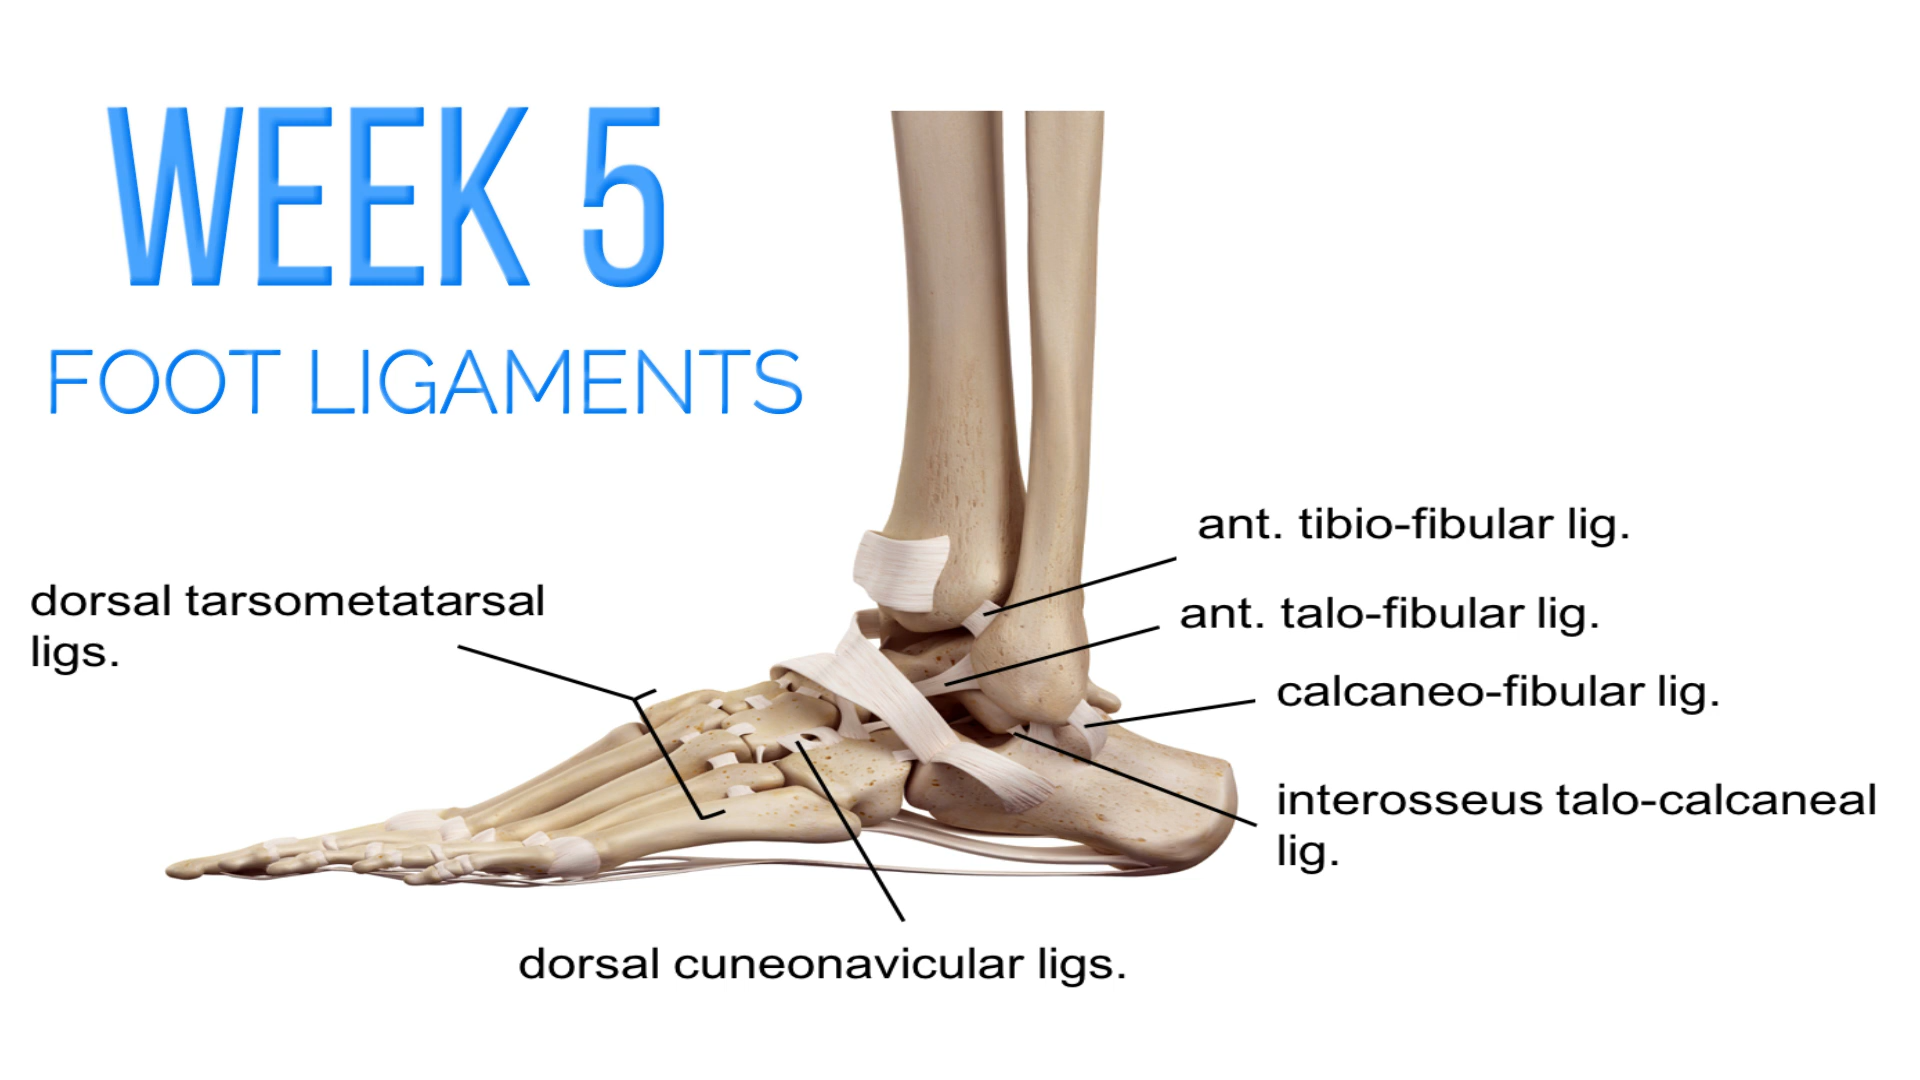 WEEK 5
FOOT LIGAMENTS
ant. tibio-fibular lig.
dorsal tarsometatarsal
ligs.
ant. talo-fibular lig.
calcaneo-fibular lig.
interosseus talo-calcaneal
lig.
dorsal cuneonavicular ligs.